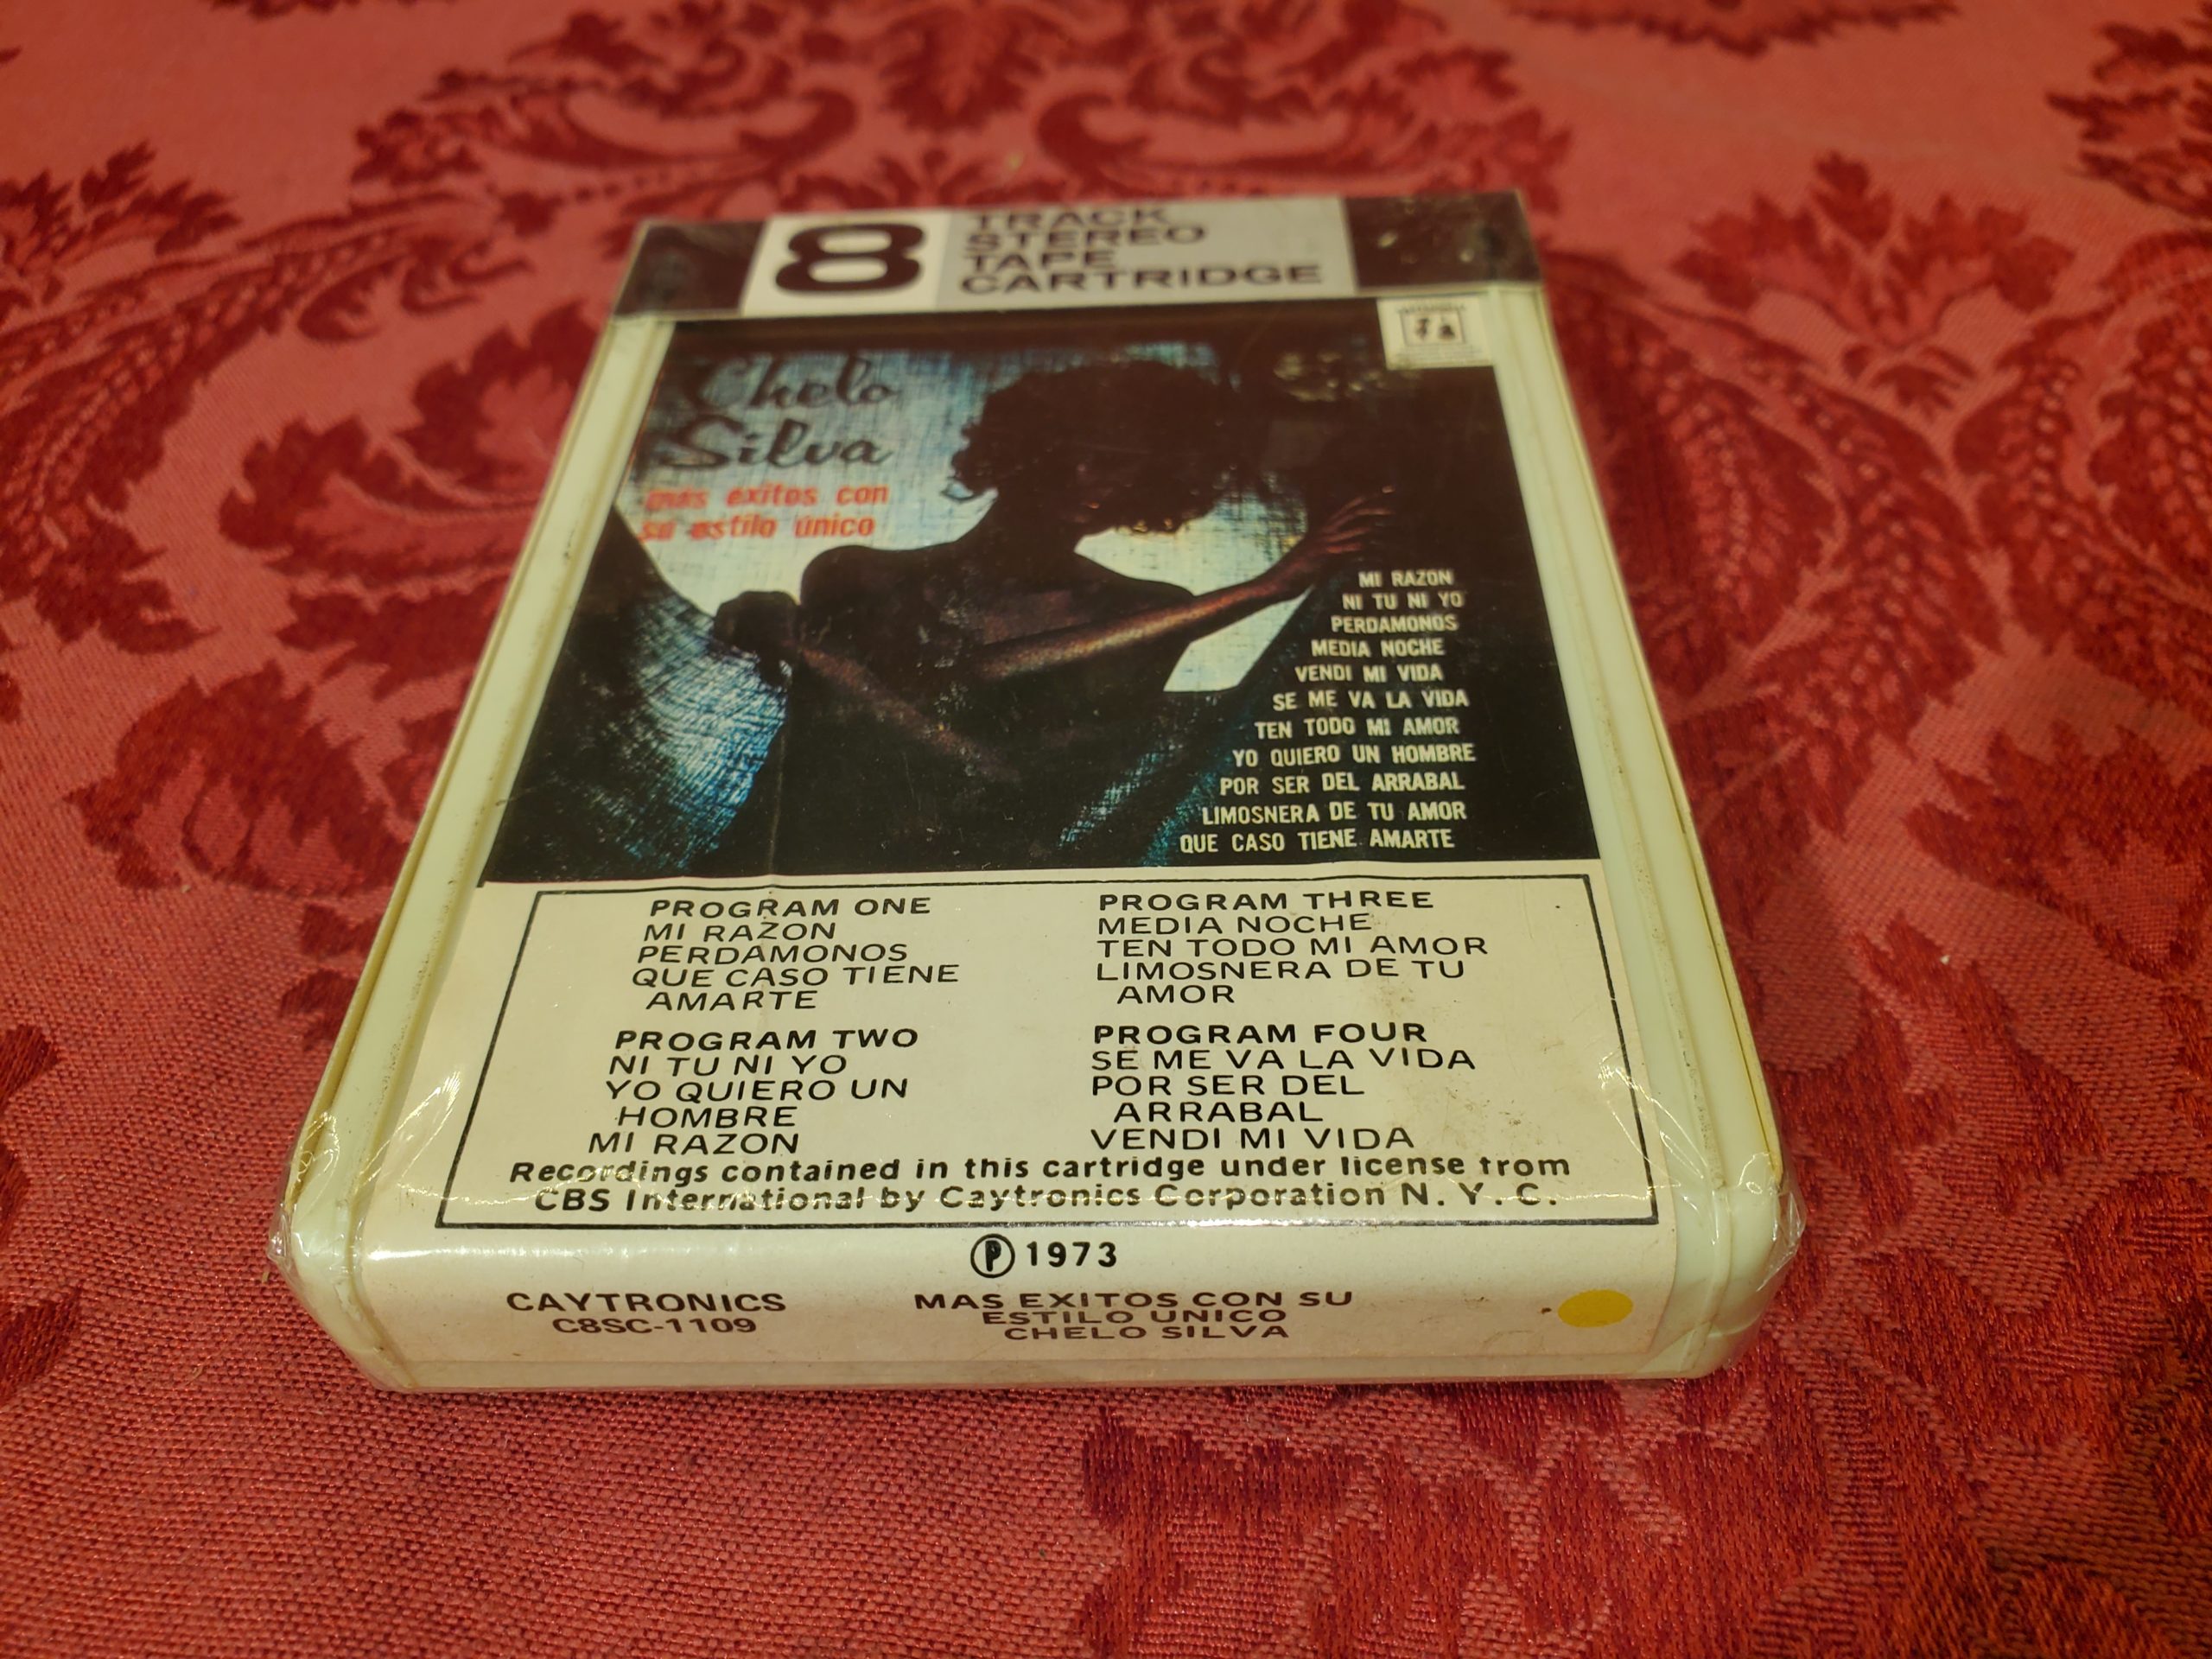 8
TRACK
STEREO
TAPE
CARTRIDGE
Chelo
Silva
más exitos con
su estilo único
MI RAZON
NI TU NI YO
PERDAMONOS
MEDIA NOCHE
VENDI MI VIDA
SE ME VA LA VIDA
TEN TODO MI AMOR
YO QUIERO UN HOMBRE
POR SER DEL ARRABAL
LIMOSNERA DE TU AMOR
QUE CASO TIENE AMARTE
PROGRAM ONE
MI RAZON
PERDAMONOS
QUE CASO TIENE
AMARTE
PROGRAM TWO
NI TU NI YO
YO QUIERO UN
HOMBRE
MI RAZON
PROGRAM THREE
MEDIA NOCHE
TEN TODO MI AMOR
LIMOSNERA DE TU
AMOR
PROGRAM FOUR
SE ME VA LA VIDA
POR SER DEL
ARRABAL
VENDI MI VIDA
Recordings contained in this cartridge under license from
CBS International by Caytronics Corporation N. Y. C.
Ⓟ 1973
CAYTRONICS
C8SC-1109
MAS EXITOS CON SU
ESTILO UNICO
CHELO SILVA